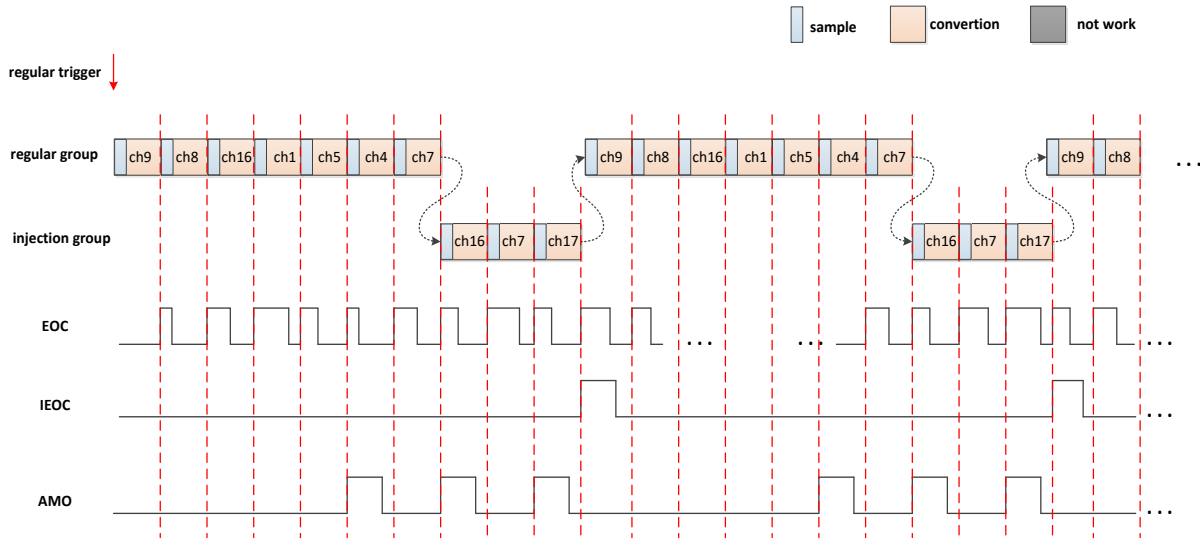 sample convertion not work
regular trigger
regular group ch9 ch8 ch16 ch1 ch5 ch4 ch7 ch9 ch8 ch16 ch1 ch5 ch4 ch7 ch9 ch8 ...
injection group ch16 ch7 ch17 ch16 ch7 ch17
EOC ... ... ...
IEOC ...
AMO ...